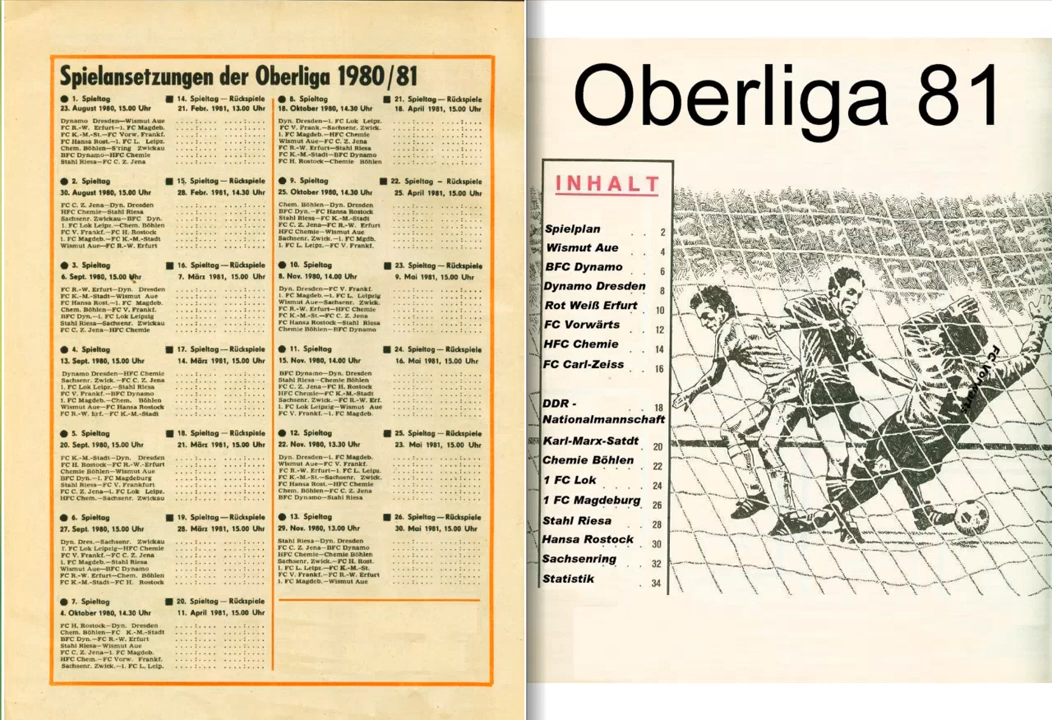 Spielansetzungen der Oberliga 1980/81
● 1. Spieltag
23. August 1980, 15.00 Uhr
Dynamo Dresden—Wismut Aue
FC R.-W. Erfurt—1. FC Magdeb.
FC K.-M.-St.—FC Vorw. Frankf.
FC Hansa Rost.—1. FC L. Leipz.
Chem. Böhlen—S'ring Zwickau
BFC Dynamo—HFC Chemie
Stahl Riesa—FC C. Z. Jena
■ 14. Spieltag — Rückspiele
21. Febr. 1981, 13.00 Uhr
● 2. Spieltag
30. August 1980, 15.00 Uhr
FC C. Z. Jena—Dyn. Dresden
HFC Chemie—Stahl Riesa
Sachsenr. Zwickau—BFC Dyn.
1. FC Lok Leipz.—Chem. Böhlen
FC V. Frankf.—FC H. Rostock
1. FC Magdeb.—FC K.-M.-Stadt
Wismut Aue—FC R.-W. Erfurt
■ 15. Spieltag — Rückspiele
28. Febr. 1981, 14.30 Uhr
● 3. Spieltag
6. Sept. 1980, 15.00 Uhr
FC R.-W. Erfurt—Dyn. Dresden
FC K.-M.-Stadt—Wismut Aue
FC Hansa Rost.—1. FC Magdeb.
Chem. Böhlen—FC V. Frankf.
BFC Dyn.—1. FC Lok Leipzig
Stahl Riesa—Sachsenr. Zwickau
FC C. Z. Jena—HFC Chemie
■ 16. Spieltag — Rückspiele
7. März 1981, 15.00 Uhr
● 4. Spieltag
13. Sept. 1980, 15.00 Uhr
Dynamo Dresden—HFC Chemie
Sachsenr. Zwick.—FC C. Z. Jena
1. FC Lok Leipz.—Stahl Riesa
FC V. Frankf.—BFC Dynamo
1. FC Magdeb.—Chem. Böhlen
Wismut Aue—FC Hansa Rostock
FC R.-W. Erf.—FC K.-M.-Stadt
■ 17. Spieltag — Rückspiele
14. März 1981, 15.00 Uhr
● 5. Spieltag
20. Sept. 1980, 15.00 Uhr
FC K.-M.-Stadt—Dyn. Dresden
FC H. Rostock—FC R.-W.-Erfurt
Chemie Böhlen—Wismut Aue
BFC Dyn.—1. FC Magdeburg
Stahl Riesa—FC V. Frankfurt
FC C. Z. Jena—1. FC Lok Leipz.
HFC Chem.—Sachsenr. Zwickau
■ 18. Spieltag — Rückspiele
21. März 1981, 15.00 Uhr
● 6. Spieltag
27. Sept. 1980, 15.00 Uhr
Dyn. Dres.—Sachsenr. Zwickau
1. FC Lok Leipzig—HFC Chemie
FC V. Frankf.—FC C. Z. Jena
1. FC Magdeb.—Stahl Riesa
Wismut Aue—BFC Dynamo
FC R.-W. Erfurt—Chem. Böhlen
FC K.-M.-Stadt—FC H. Rostock
■ 19. Spieltag — Rückspiele
28. März 1981, 15.00 Uhr
● 7. Spieltag
4. Oktober 1980, 14.30 Uhr
FC H. Rostock—Dyn. Dresden
Chem. Böhlen—FC K.-M.-Stadt
BFC Dyn.—FC R.-W. Erfurt
Stahl Riesa—Wismut Aue
FC C. Z. Jena—1. FC Magdeb.
HFC Chem.—FC Vorw. Frankf.
Sachsenr. Zwick.—1. FC L. Leip.
■ 20. Spieltag — Rückspiele
11. April 1981, 15.00 Uhr
● 8. Spieltag
18. Oktober 1980, 14.30 Uhr
Dyn. Dresden—1. FC Lok Leipz.
FC V. Frank.—Sachsenr. Zwick.
1. FC Magdeb.—HFC Chemie
Wismut Aue—FC C. Z. Jena
FC R.-W. Erfurt—Stahl Riesa
FC K.-M.-Stadt—BFC Dynamo
FC H. Rostock—Chemie Böhlen
■ 21. Spieltag — Rückspiele
18. April 1981, 15.00 Uhr
● 9. Spieltag
25. Oktober 1980, 14.30 Uhr
Chem. Böhlen—Dyn. Dresden
BFC Dyn.—FC Hansa Rostock
Stahl Riesa—FC K.-M.-Stadt
FC C. Z. Jena—FC R.-W. Erfurt
HFC Chemie—Wismut Aue
Sachsenr. Zwick.—1. FC Mgdb.
1. FC L. Leipz.—FC V. Frankf.
■ 22. Spieltag — Rückspiele
25. April 1981, 15.00 Uhr
● 10. Spieltag
8. Nov. 1980, 14.00 Uhr
Dyn. Dresden—FC V. Frankf.
1. FC Magdeb.—1. FC L. Leipzig
Wismut Aue—Sachsenr. Zwick.
FC R.-W. Erfurt—HFC Chemie
FC K.-M.-St.—FC C. Z. Jena
FC Hansa Rostock—Stahl Riesa
Chemie Böhlen—BFC Dynamo
■ 23. Spieltag — Rückspiele
9. Mai 1981, 15.00 Uhr
● 11. Spieltag
15. Nov. 1980, 14.00 Uhr
BFC Dynamo—Dyn. Dresden
Stahl Riesa—Chemie Böhlen
FC C. Z. Jena—FC H. Rostock
HFC Chemie—FC K.-M.-Stadt
Sachsenr. Zwick.—FC R.-W. Erf.
1. FC Lok Leipzig—Wismut Aue
FC V. Frankf.—1. FC Magdeb.
■ 24. Spieltag — Rückspiele
16. Mai 1981, 15.00 Uhr
● 12. Spieltag
22. Nov. 1980, 13.30 Uhr
Dyn. Dresden—1. FC Magdeb.
Wismut Aue—FC V. Frankf.
FC R.-W. Erfurt—1. FC L. Leipz.
FC K.-M.-St.—Sachsenr. Zwick.
FC H. Rostock—HFC Chemie
Chem. Böhlen—FC C. Z. Jena
BFC Dynamo—Stahl Riesa
■ 25. Spieltag — Rückspiele
23. Mai 1981, 15.00 Uhr
● 13. Spieltag
29. Nov. 1980, 13.00 Uhr
Stahl Riesa—Dyn. Dresden
FC C. Z. Jena—BFC Dynamo
HFC Chemie—Chemie Böhlen
Sachsenr. Zwick.—FC H. Rost.
1. FC L. Leipz.—FC K.-M.-St.
FC V. Frankf.—FC R.-W. Erfurt
1. FC Magdeb.—Wismut Aue
■ 26. Spieltag — Rückspiele
30. Mai 1981, 15.00 Uhr
Oberliga 81
INHALT
Spielplan . . 2
Wismut Aue . . 4
BFC Dynamo . . 6
Dynamo Dresden 8
Rot Weiß Erfurt . 10
FC Vorwärts . . 12
HFC Chemie . . 14
FC Carl-Zeiss . . 16
DDR - . . 18
Nationalmannschaft
Karl-Marx-Satdt 20
Chemie Böhlen . 22
1 FC Lok . . 24
1 FC Magdeburg 26
Stahl Riesa . . 28
Hansa Rostock . 30
Sachsenring . . 32
Statistik . . 34